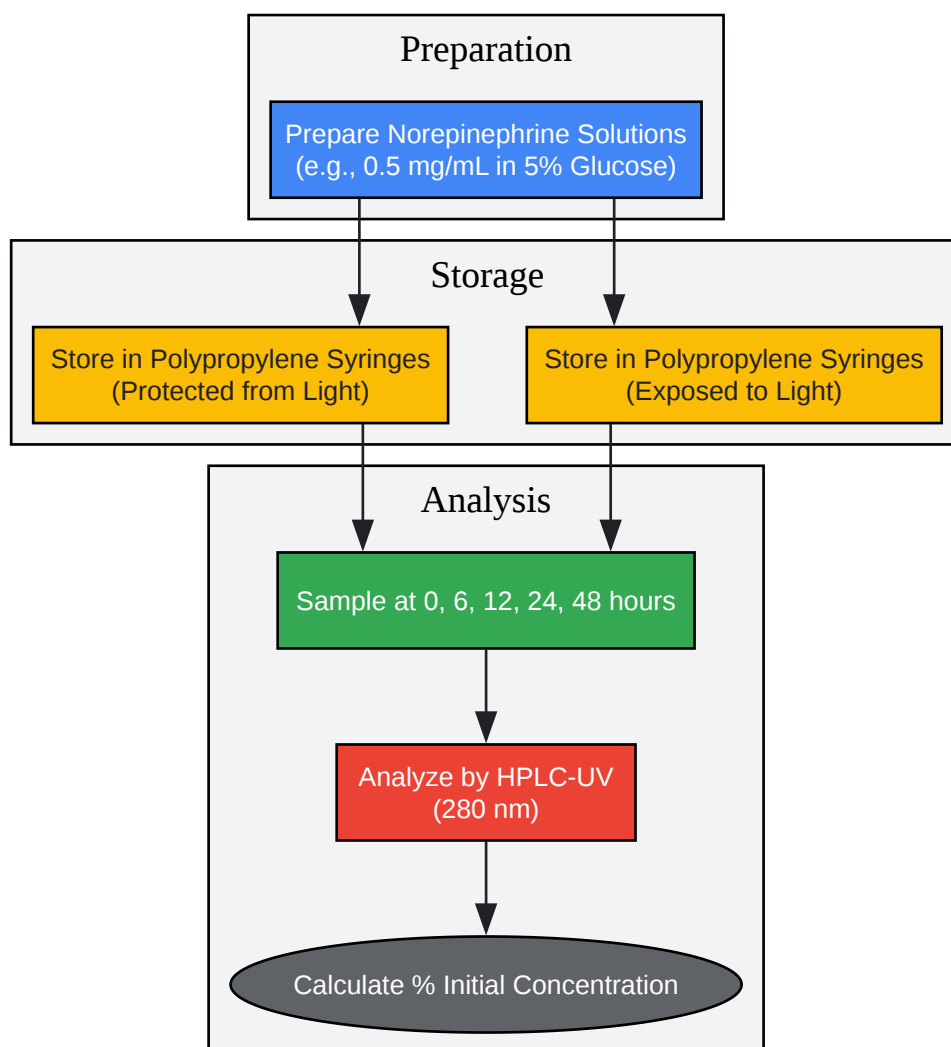 Preparation
Prepare Norepinephrine Solutions
(e.g., 0.5 mg/mL in 5% Glucose)
Storage
Store in Polypropylene Syringes
(Protected from Light)
Store in Polypropylene Syringes
(Exposed to Light)
Analysis
Sample at 0, 6, 12, 24, 48 hours
Analyze by HPLC-UV
(280 nm)
Calculate % Initial Concentration